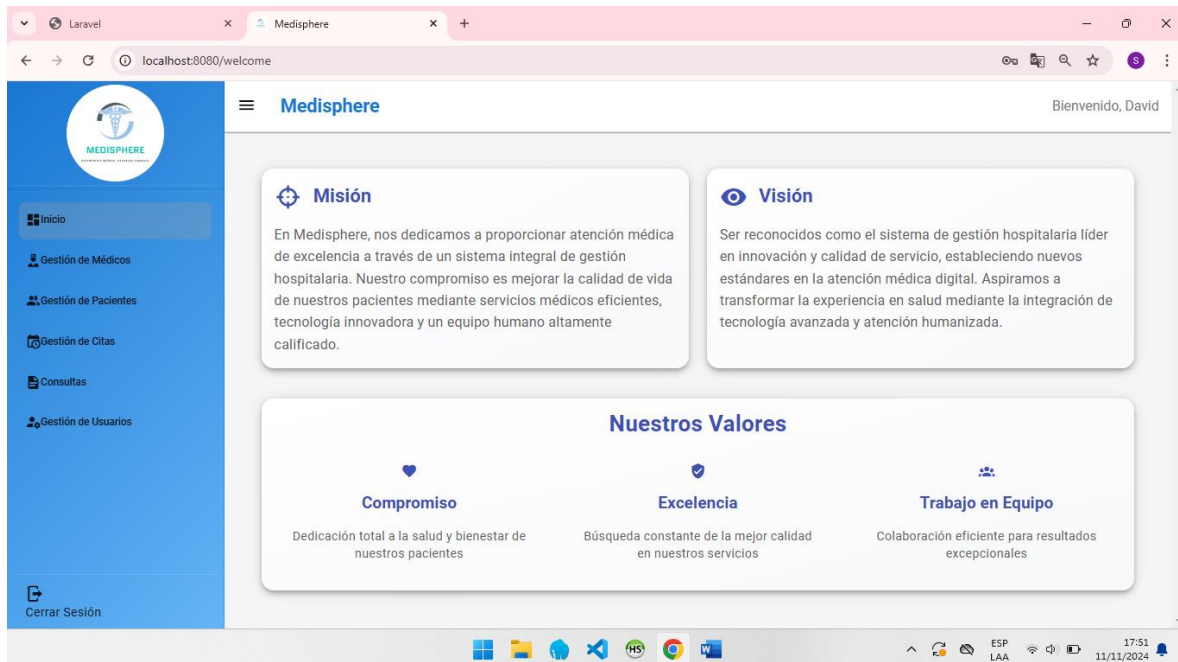 Laravel
Medisphere
localhost:8080/welcome
S
MEDISPHERE
Medisphere
Bienvenido, David
Inicio
Gestión de Médicos
Gestión de Pacientes
Gestión de Citas
Consultas
Gestión de Usuarios
Cerrar Sesión
Misión
En Medisphere, nos dedicamos a proporcionar atención médica
de excelencia a través de un sistema integral de gestión
hospitalaria. Nuestro compromiso es mejorar la calidad de vida
de nuestros pacientes mediante servicios médicos eficientes,
tecnología innovadora y un equipo humano altamente
calificado.
Visión
Ser reconocidos como el sistema de gestión hospitalaria líder
en innovación y calidad de servicio, estableciendo nuevos
estándares en la atención médica digital. Aspiramos a
transformar la experiencia en salud mediante la integración de
tecnología avanzada y atención humanizada.
Nuestros Valores
Compromiso
Dedicación total a la salud y bienestar de
nuestros pacientes
Excelencia
Búsqueda constante de la mejor calidad
en nuestros servicios
Trabajo en Equipo
Colaboración eficiente para resultados
excepcionales
HS
W
ESP
LAA
17:51
11/11/2024